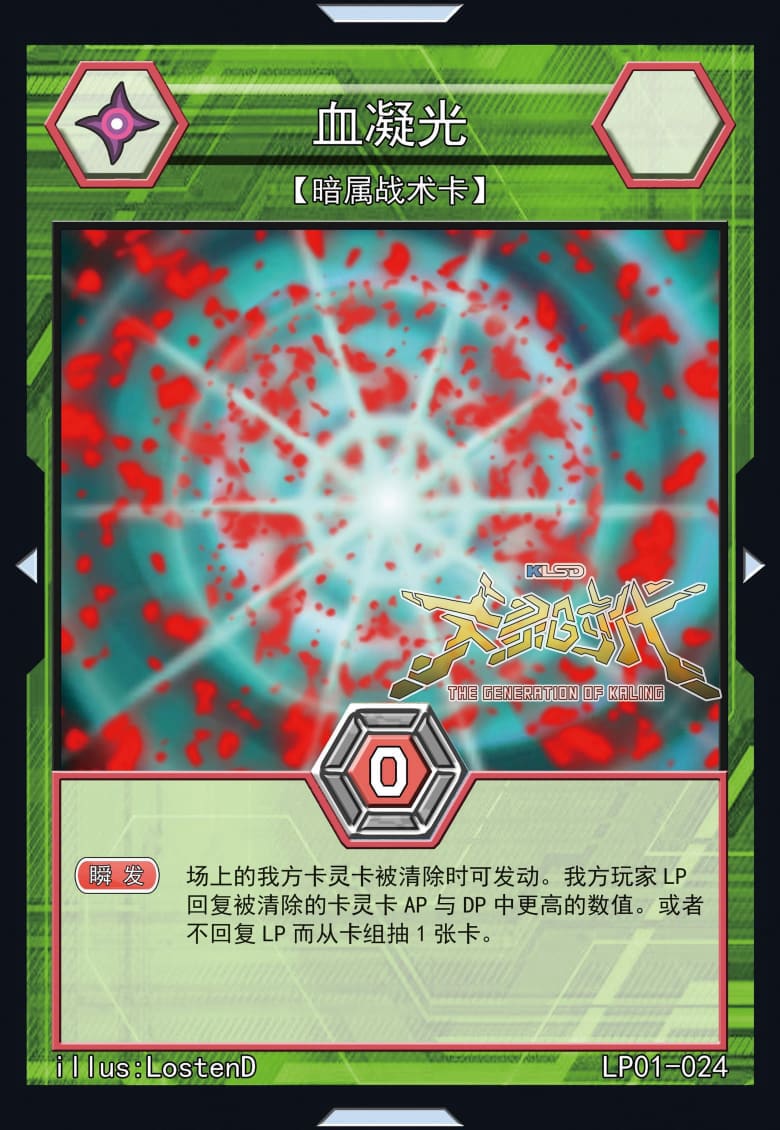 血凝光
【暗属战术卡】
KLSD
卡灵时代
THE GENERATION OF KALING
0
瞬发
场上的我方卡灵卡被清除时可发动。我方玩家 LP
回复被清除的卡灵卡 AP 与 DP 中更高的数值。或者
不回复 LP 而从卡组抽 1 张卡。
illus:LostenD
LP01-024